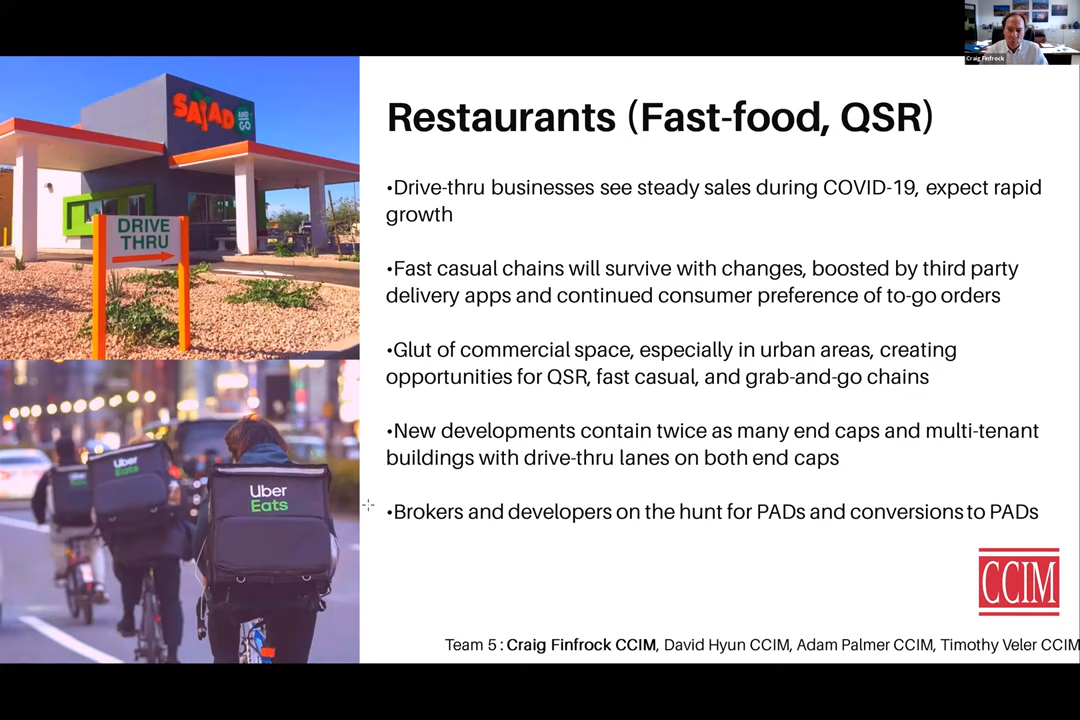 Craig Finfrock
SALAD
AND
GO
DRIVE
THRU
Uber
Eats
Uber
Eats
Restaurants (Fast-food, QSR)
•Drive-thru businesses see steady sales during COVID-19, expect rapid
growth
•Fast casual chains will survive with changes, boosted by third party
delivery apps and continued consumer preference of to-go orders
•Glut of commercial space, especially in urban areas, creating
opportunities for QSR, fast casual, and grab-and-go chains
•New developments contain twice as many end caps and multi-tenant
buildings with drive-thru lanes on both end caps
•Brokers and developers on the hunt for PADs and conversions to PADs
CCIM
Team 5 : Craig Finfrock CCIM, David Hyun CCIM, Adam Palmer CCIM, Timothy Veler CCIM